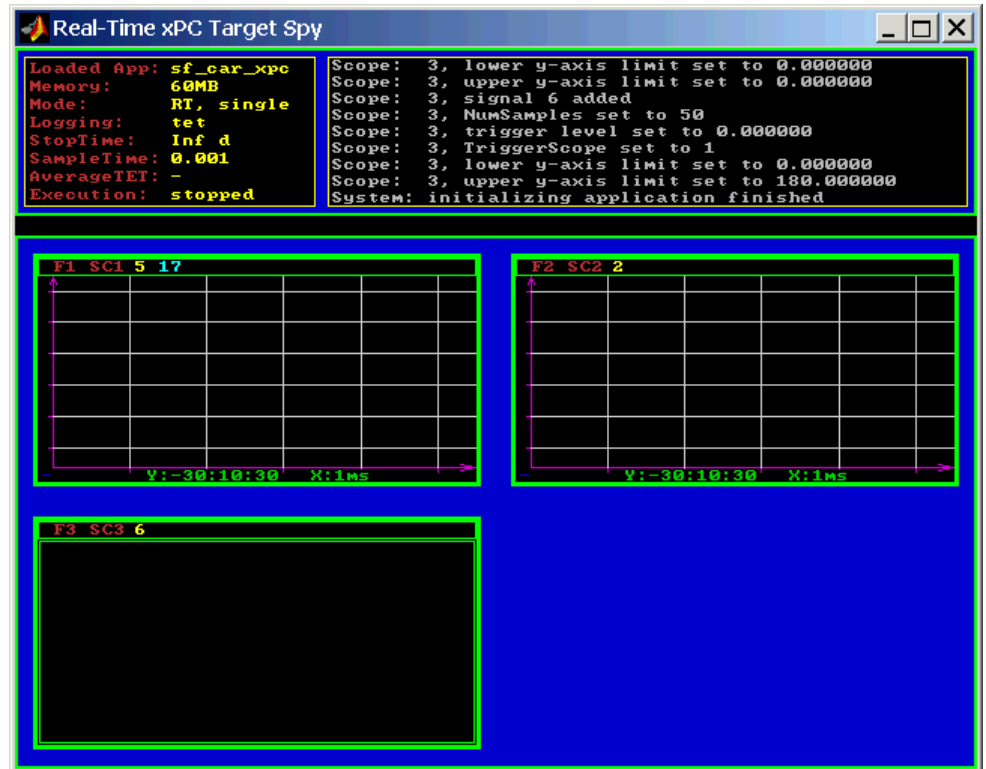 Real-Time xPC Target Spy
Loaded App: sf_car_xpc
Memory: 60MB
Mode: RT, single
Logging: tet
StopTime: Inf d
SampleTime: 0.001
AverageTET: -
Execution: stopped
Scope: 3, lower y-axis limit set to 0.000000
Scope: 3, upper y-axis limit set to 0.000000
Scope: 3, signal 6 added
Scope: 3, NumSamples set to 50
Scope: 3, trigger level set to 0.000000
Scope: 3, TriggerScope set to 1
Scope: 3, lower y-axis limit set to 0.000000
Scope: 3, upper y-axis limit set to 180.000000
System: initializing application finished
F1 SC1 5 17
Y:-30:10:30 X:1ms
F2 SC2 2
Y:-30:10:30 X:1ms
F3 SC3 6